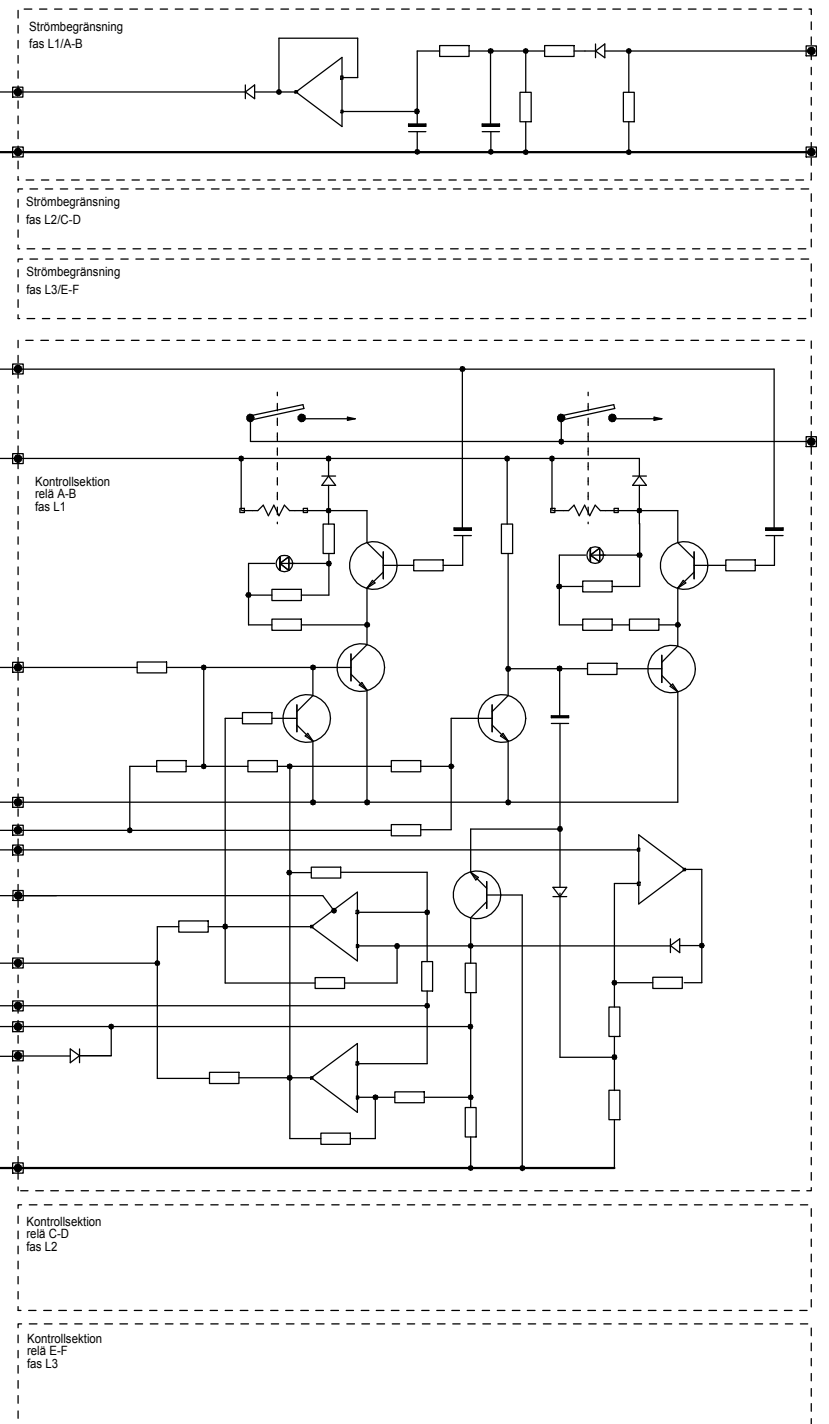 Strömbegränsning
fas L1/A-B
Strömbegränsning
fas L2/C-D
Strömbegränsning
fas L3/E-F
Kontrollsektion
relä A-B
fas L1
Kontrollsektion
relä C-D
fas L2
Kontrollsektion
relä E-F
fas L3